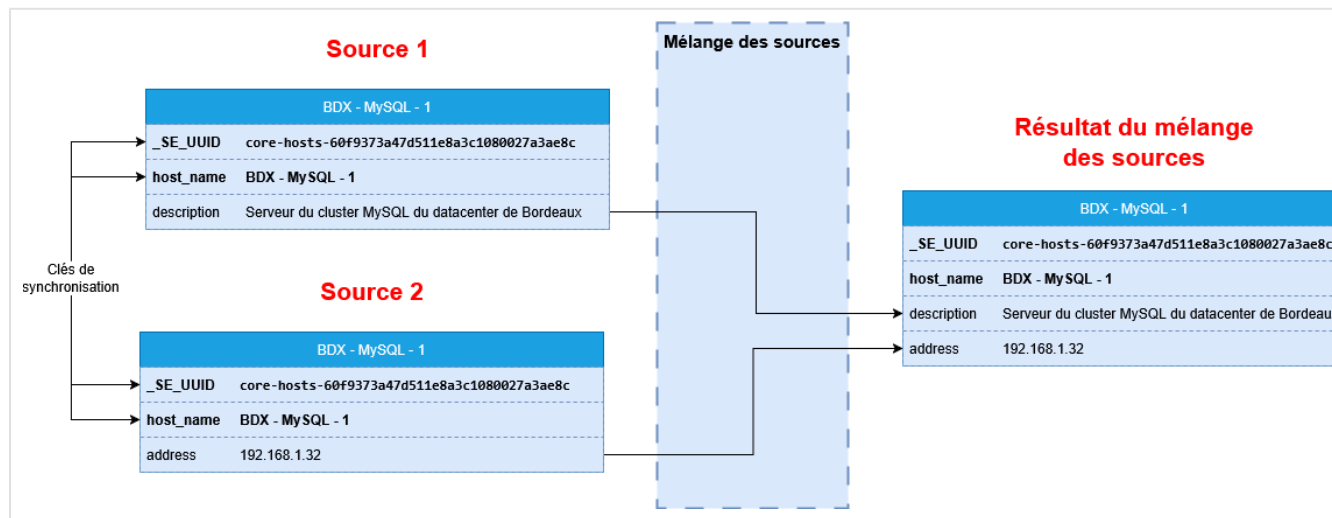 Mélange des sources
Source 1
BDX - MySQL - 1
_SE_UUID core-hosts-60f9373a47d511e8a3c1080027a3ae8c
host_name BDX - MySQL - 1
description Serveur du cluster MySQL du datacenter de Bordeaux
Clés de
synchronisation
Source 2
BDX - MySQL - 1
_SE_UUID core-hosts-60f9373a47d511e8a3c1080027a3ae8c
host_name BDX - MySQL - 1
address 192.168.1.32
Résultat du mélange
des sources
BDX - MySQL - 1
_SE_UUID core-hosts-60f9373a47d511e8a3c1080027a3ae8c
host_name BDX - MySQL - 1
description Serveur du cluster MySQL du datacenter de Bordeau
address 192.168.1.32